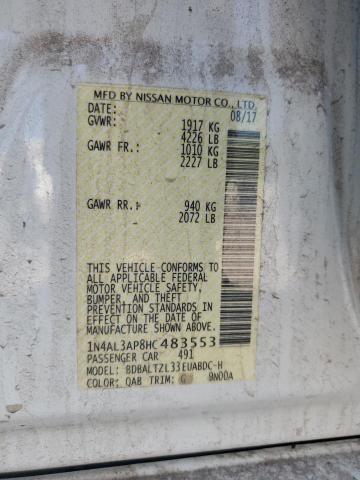 MFD BY NISSAN MOTOR CO., LTD.
DATE: 08/17
GVWR: 1917 KG
4226 LB
GAWR FR.: 1010 KG
2227 LB
GAWR RR.: 940 KG
2072 LB
THIS VEHICLE CONFORMS TO
ALL APPLICABLE FEDERAL
MOTOR VEHICLE SAFETY,
BUMPER, AND THEFT
PREVENTION STANDARDS
IN EFFECT ON THE DATE OF
MANUFACTURE SHOWN ABOVE.
1N4AL3AP8HC483553
PASSENGER CAR 491
MODEL: BDBALTZL33EUABDC-H
COLOR: QAB TRIM: G 9N00A